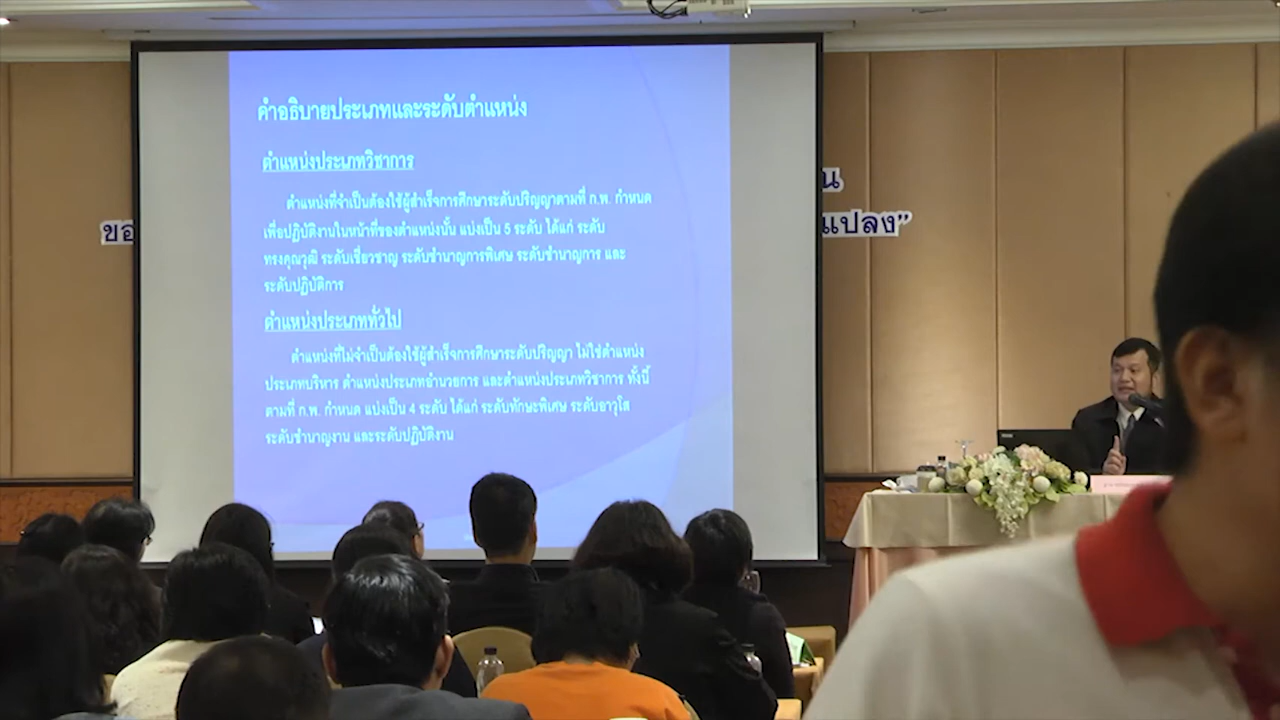 คำอธิบายประเภทและระดับตำแหน่ง
ตำแหน่งประเภทวิชาการ
ตำแหน่งที่จำเป็นต้องใช้ผู้สำเร็จการศึกษาระดับปริญญาตามที่ ก.พ. กำหนด
เพื่อปฏิบัติงานในหน้าที่ของตำแหน่งนั้น แบ่งเป็น 5 ระดับ ได้แก่ ระดับ
ทรงคุณวุฒิ ระดับเชี่ยวชาญ ระดับชำนาญการพิเศษ ระดับชำนาญการ และ
ระดับปฏิบัติการ
ตำแหน่งประเภททั่วไป
ตำแหน่งที่ไม่จำเป็นต้องใช้ผู้สำเร็จการศึกษาระดับปริญญา ไม่ใช่ตำแหน่ง
ประเภทบริหาร ตำแหน่งประเภทอำนวยการ และตำแหน่งประเภทวิชาการ ทั้งนี้
ตามที่ ก.พ. กำหนด แบ่งเป็น 4 ระดับ ได้แก่ ระดับทักษะพิเศษ ระดับอาวุโส
ระดับชำนาญงาน และระดับปฏิบัติงาน
น
ขอ
แปลง”